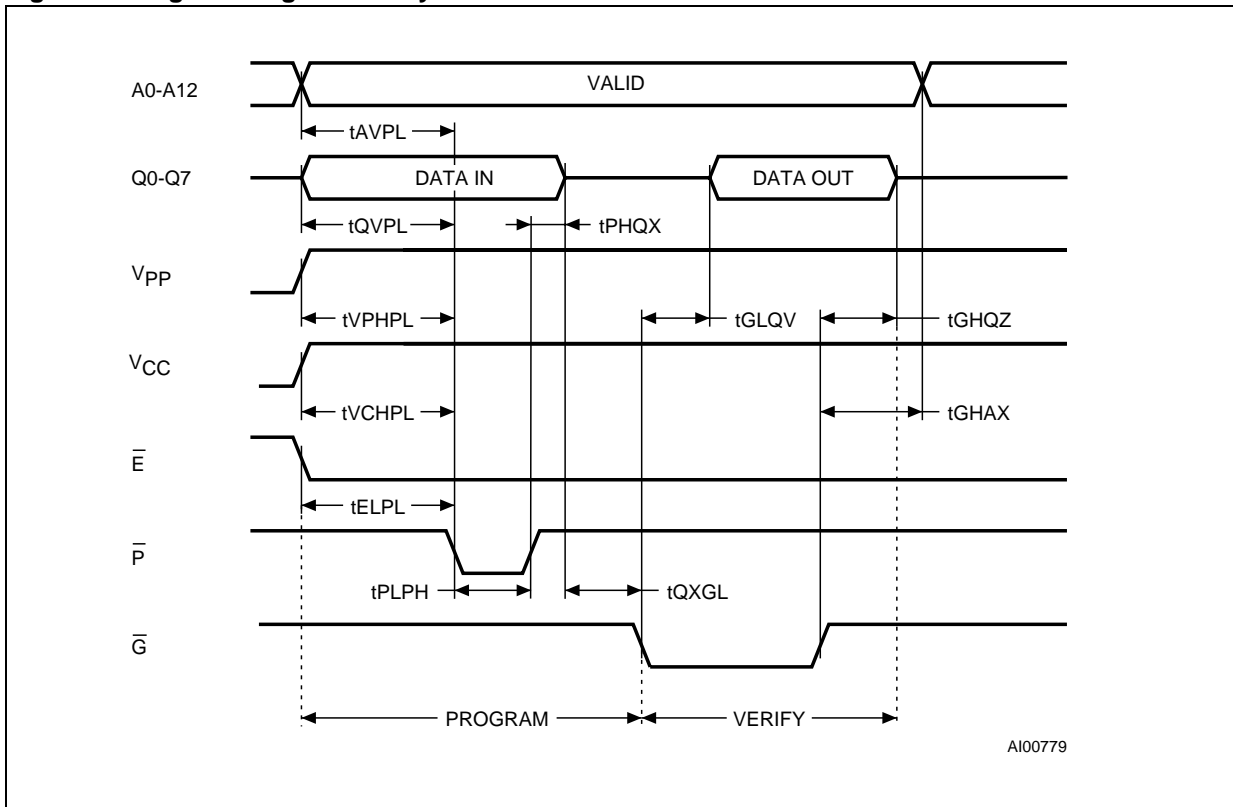 A0-A12
VALID
tAVPL
Q0-Q7
DATA IN
DATA OUT
tQVPL
tPHQX
VPP
tVPHPL
tGLQV
tGHQZ
VCC
tVCHPL
tGHAX
E̅
tELPL
P̅
tPLPH
tQXGL
G̅
PROGRAM
VERIFY
AI00779